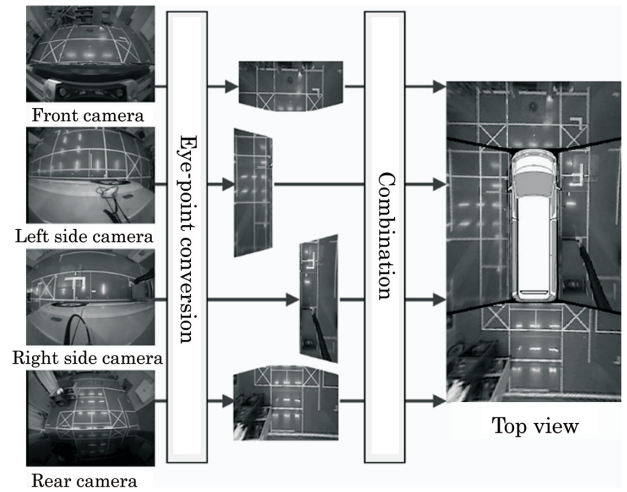 Front camera
Left side camera
Right side camera
Rear camera
Eye-point conversion
Combination
Top view